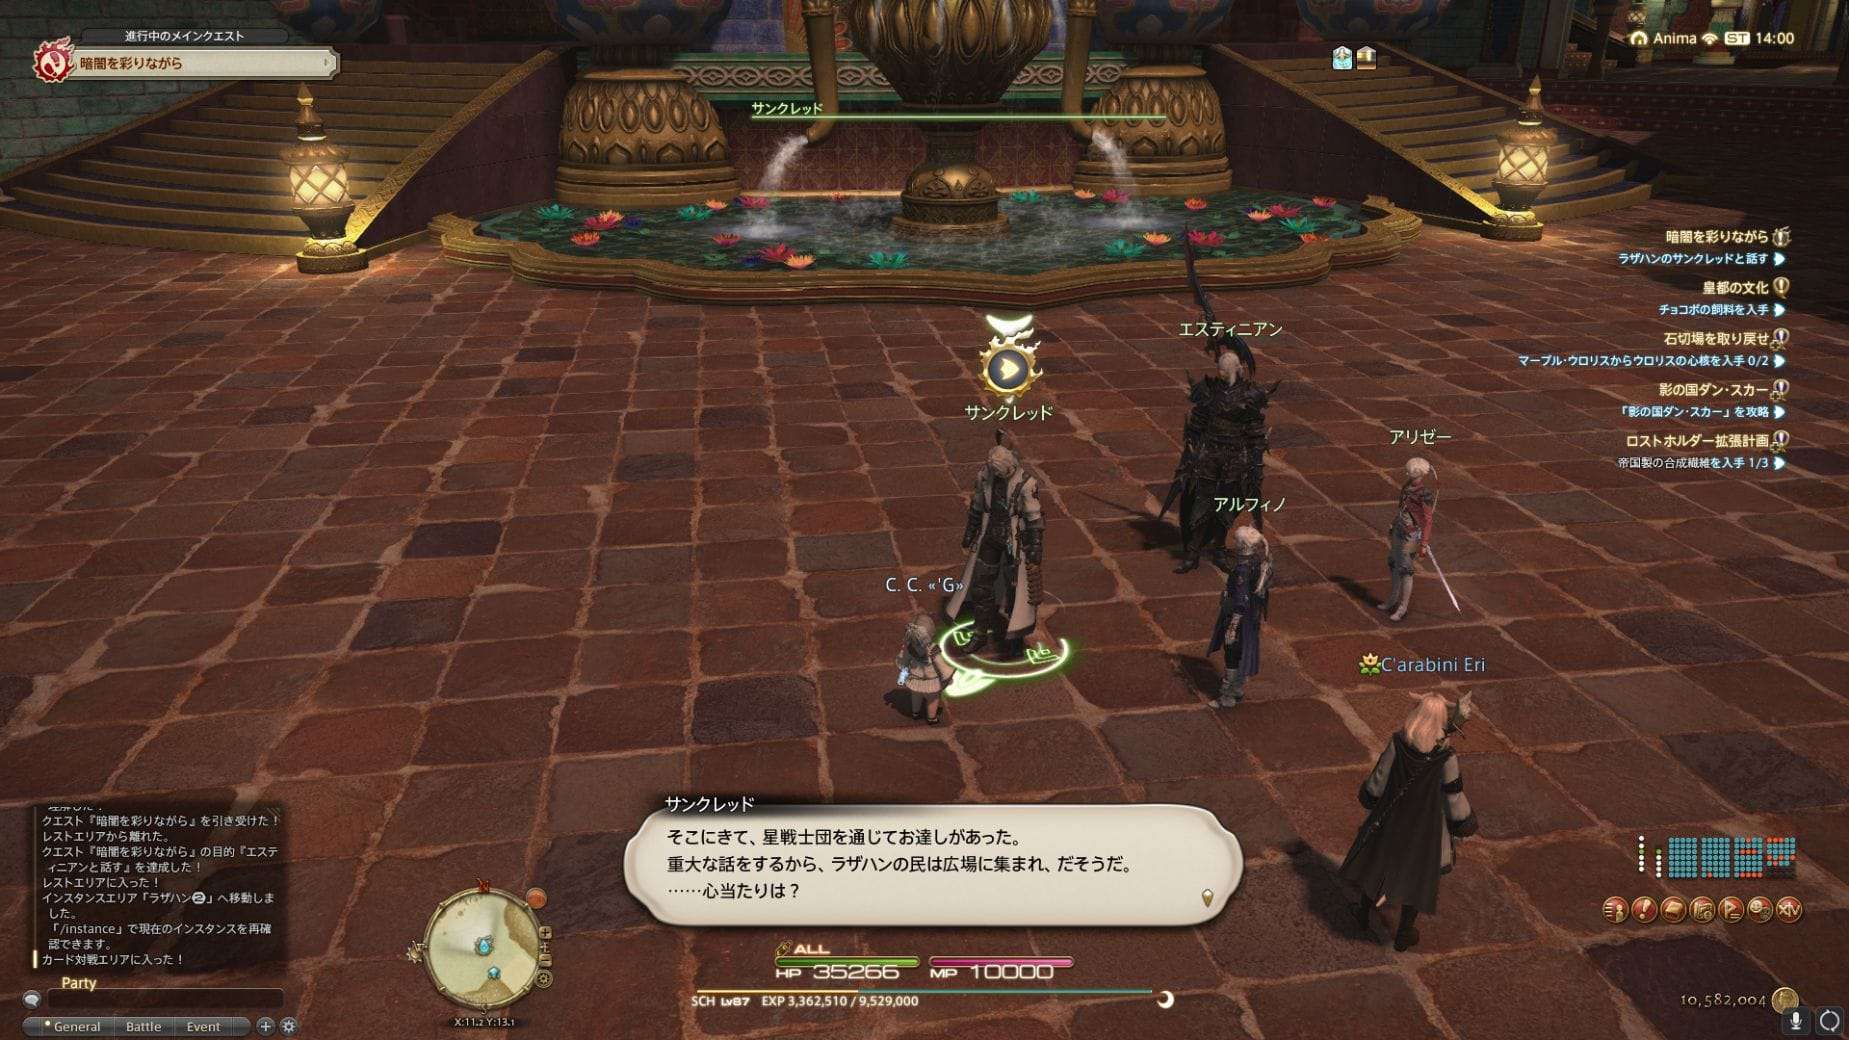 進行中のメインクエスト
暗闇を彩りながら
Anima ST 14:00
サンクレッド
暗闇を彩りながら
ラザハンのサンクレッドと話す
皇都の文化
チョコボの飼料を入手
石切場を取り戻せ
マーブル・ウロリスからウロリスの心核を入手 0/2
影の国ダン・スカー
「影の国ダン・スカー」を攻略
ロストホルダー拡張計画
帝国製の合成繊維を入手 1/3
エスティニアン
サンクレッド
アリゼー
アルフィノ
C. C. «'G»
C'arabini Eri
サンクレッド
そこにきて、星戦士団を通じてお達しがあった。
重大な話をするから、ラザハンの民は広場に集まれ、だそうだ。
……心当たりは？
クエスト『暗闇を彩りながら』を引き受けた！
レストエリアから離れた。
クエスト『暗闇を彩りながら』の目的『エステ
ィニアンと話す』を達成した！
レストエリアに入った！
インスタンスエリア「ラザハン❷」へ移動しま
した。
「/instance」で現在のインスタンスを再確
認できます。
カード対戦エリアに入った！
Party
General Battle Event
X:11.2 Y:13.1
ALL
HP 35266 MP 10000
SCH Lv87 EXP 3,362,510 / 9,529,000
10,582,004
XIV